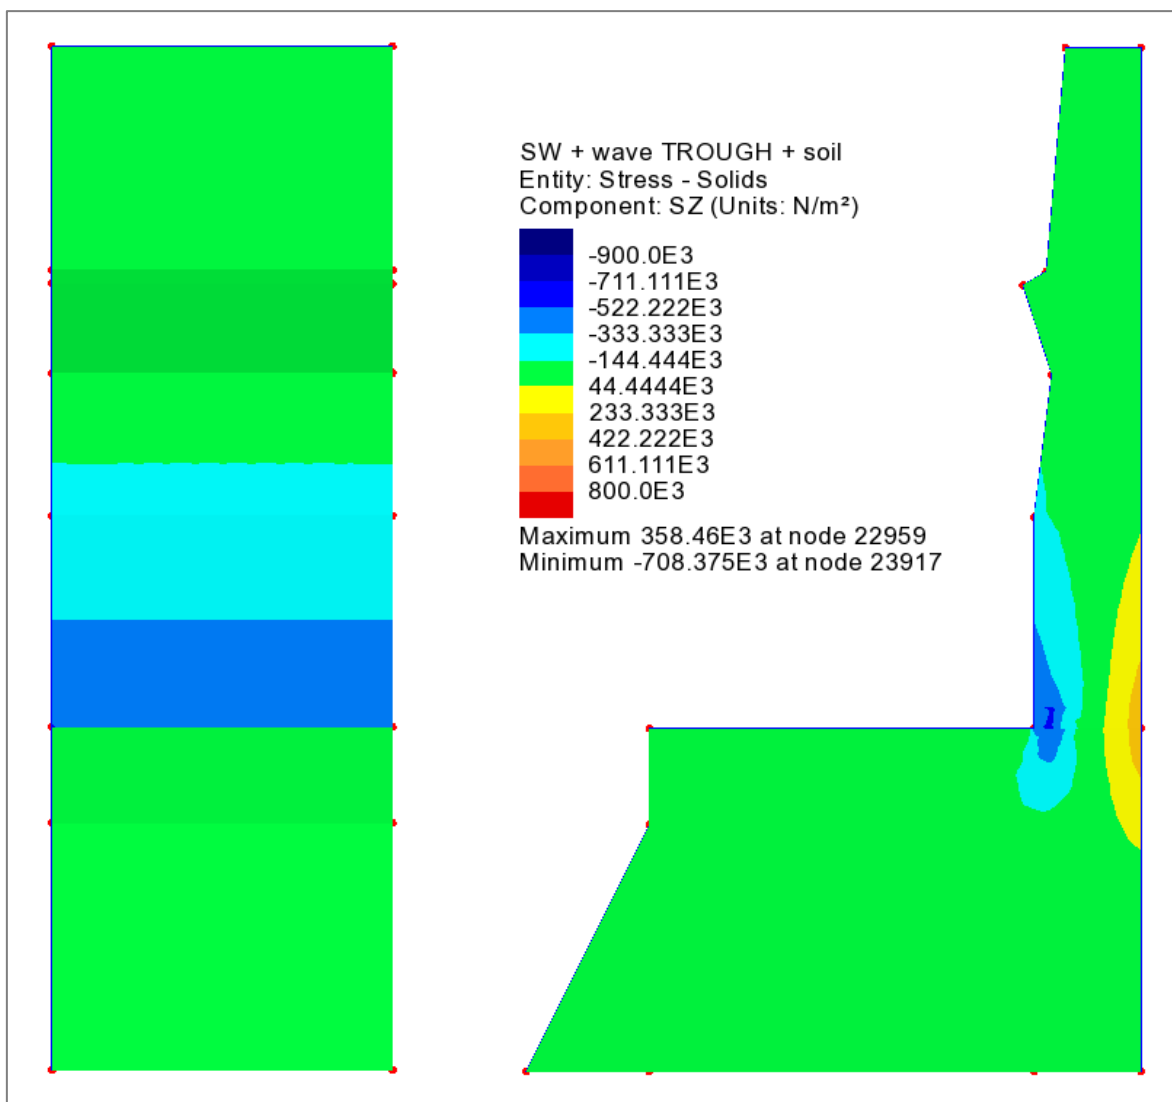 SW + wave TROUGH + soil
Entity: Stress - Solids
Component: SZ (Units: N/m²)
-900.0E3
-711.111E3
-522.222E3
-333.333E3
-144.444E3
44.4444E3
233.333E3
422.222E3
611.111E3
800.0E3
Maximum 358.46E3 at node 22959
Minimum -708.375E3 at node 23917